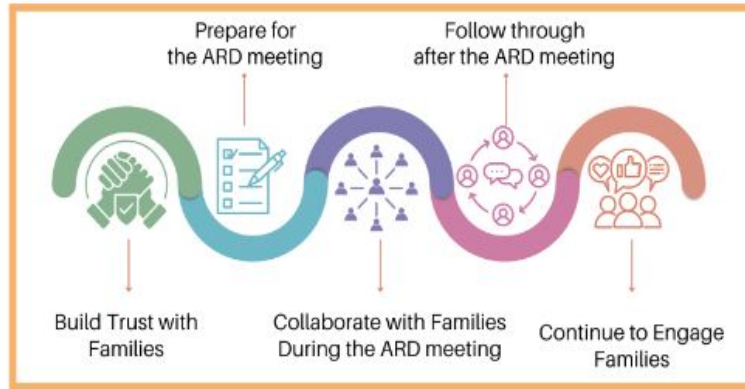 Prepare for
the ARD meeting
Follow through
after the ARD meeting
Build Trust with
Families
Collaborate with Families
During the ARD meeting
Continue to Engage
Families